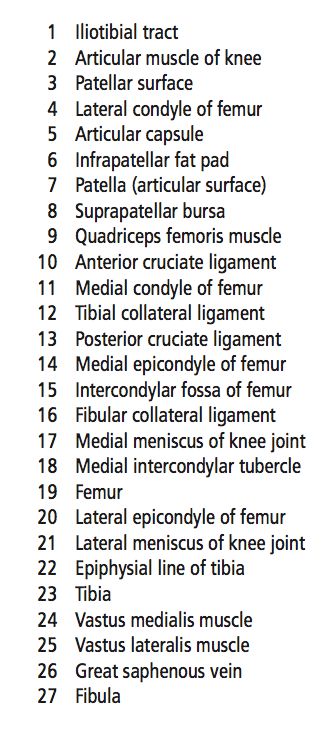 1 Iliotibial tract
2 Articular muscle of knee
3 Patellar surface
4 Lateral condyle of femur
5 Articular capsule
6 Infrapatellar fat pad
7 Patella (articular surface)
8 Suprapatellar bursa
9 Quadriceps femoris muscle
10 Anterior cruciate ligament
11 Medial condyle of femur
12 Tibial collateral ligament
13 Posterior cruciate ligament
14 Medial epicondyle of femur
15 Intercondylar fossa of femur
16 Fibular collateral ligament
17 Medial meniscus of knee joint
18 Medial intercondylar tubercle
19 Femur
20 Lateral epicondyle of femur
21 Lateral meniscus of knee joint
22 Epiphysial line of tibia
23 Tibia
24 Vastus medialis muscle
25 Vastus lateralis muscle
26 Great saphenous vein
27 Fibula